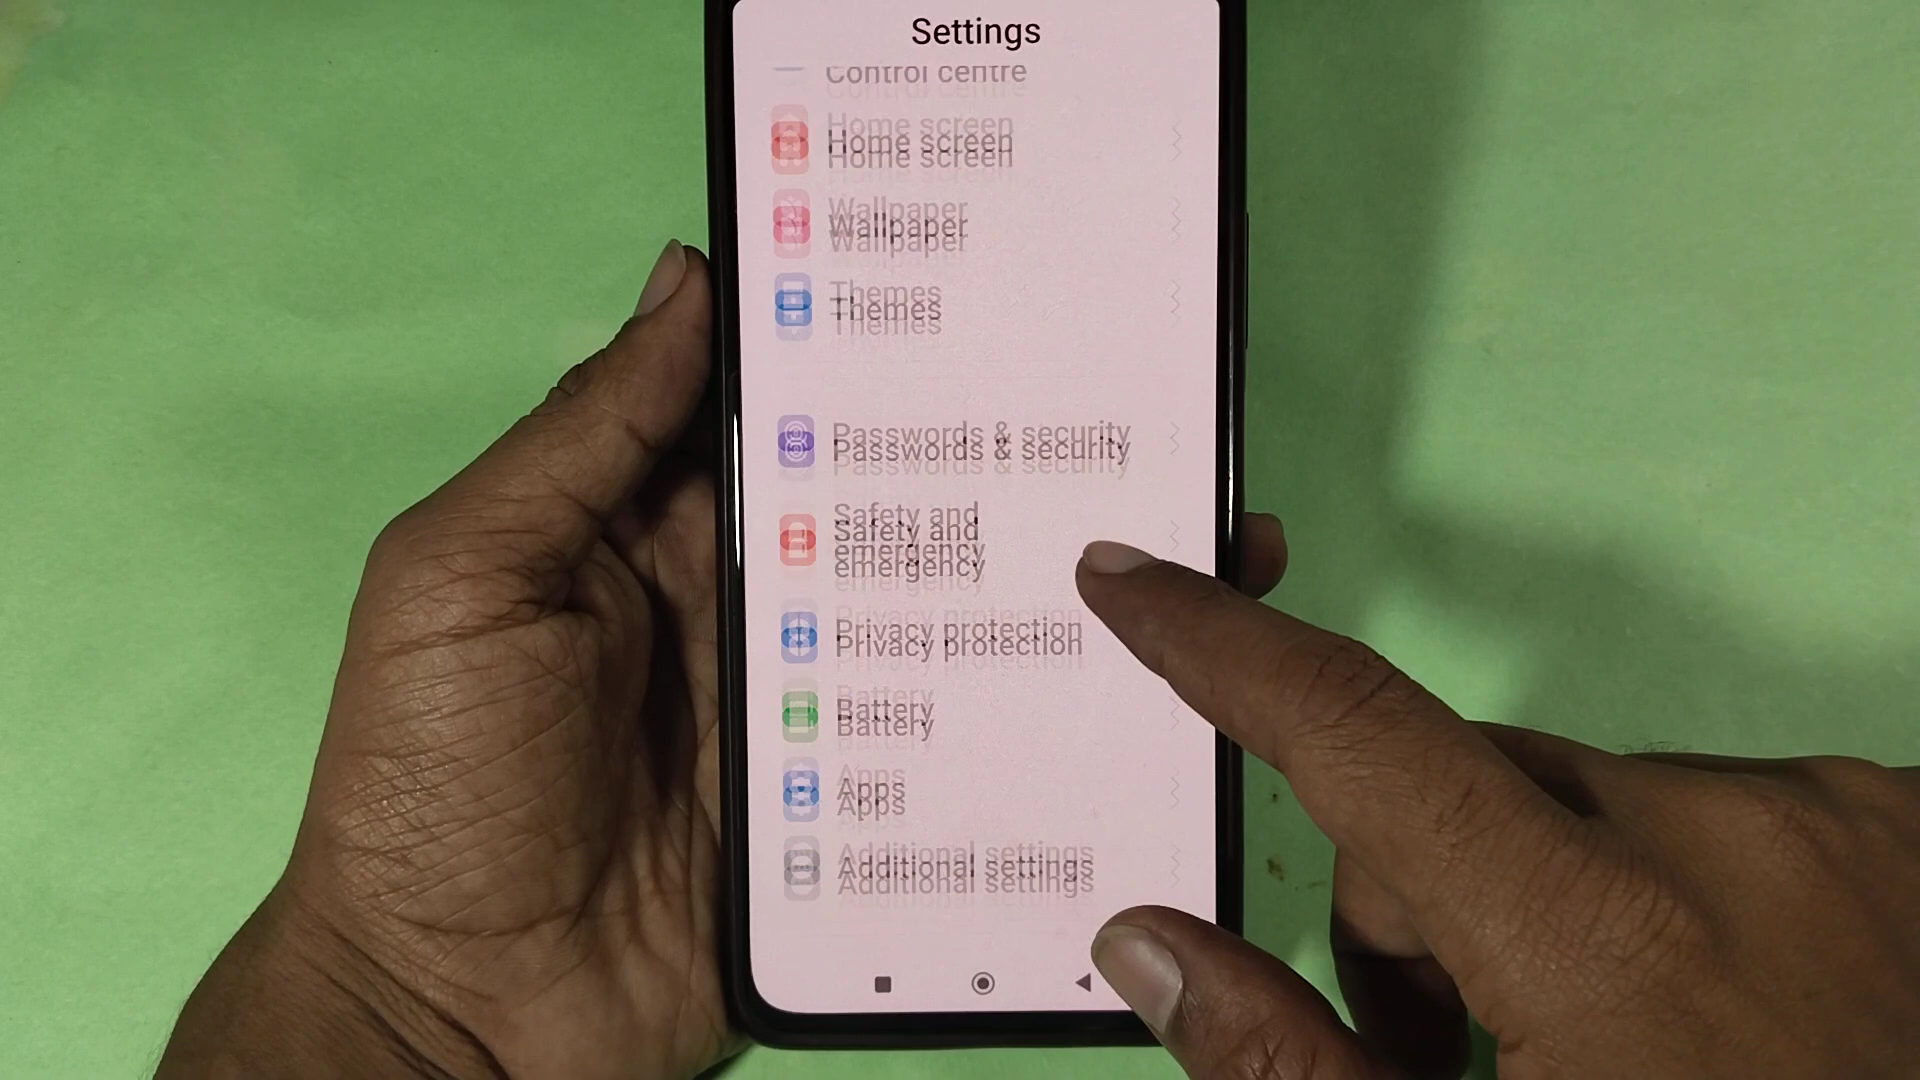 Settings
Control centre
Home screen
Wallpaper
Themes
Passwords & security
Safety and
emergency
Privacy protection
Battery
Apps
Additional settings